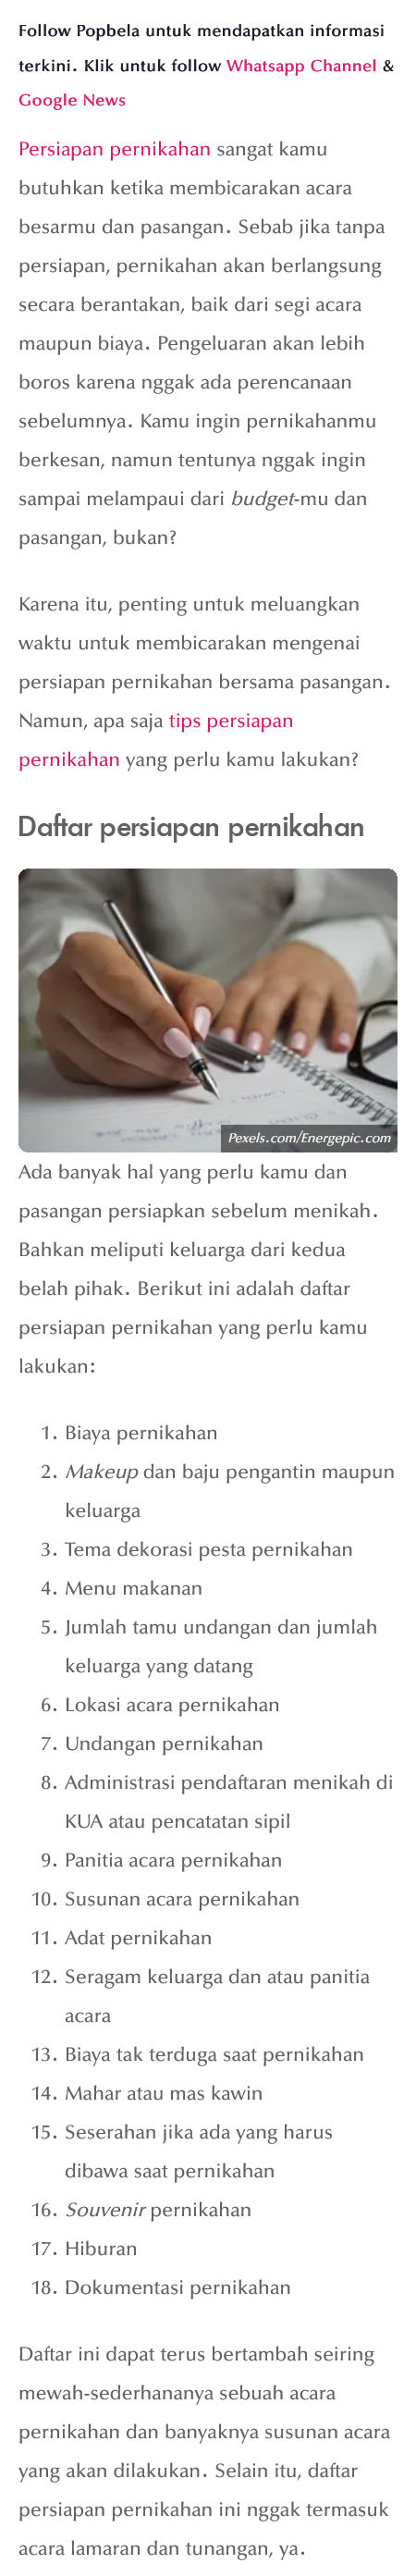 Follow Popbela untuk mendapatkan informasi
terkini. Klik untuk follow Whatsapp Channel &
Google News
Persiapan pernikahan sangat kamu
butuhkan ketika membicarakan acara
besarmu dan pasangan. Sebab jika tanpa
persiapan, pernikahan akan berlangsung
secara berantakan, baik dari segi acara
maupun biaya. Pengeluaran akan lebih
boros karena nggak ada perencanaan
sebelumnya. Kamu ingin pernikahanmu
berkesan, namun tentunya nggak ingin
sampai melampaui dari budget-mu dan
pasangan, bukan?
Karena itu, penting untuk meluangkan
waktu untuk membicarakan mengenai
persiapan pernikahan bersama pasangan.
Namun, apa saja tips persiapan
pernikahan yang perlu kamu lakukan?
Daftar persiapan pernikahan
Pexels.com/Energepic.com
Ada banyak hal yang perlu kamu dan
pasangan persiapkan sebelum menikah.
Bahkan meliputi keluarga dari kedua
belah pihak. Berikut ini adalah daftar
persiapan pernikahan yang perlu kamu
lakukan:
1. Biaya pernikahan
2. Makeup dan baju pengantin maupun
keluarga
3. Tema dekorasi pesta pernikahan
4. Menu makanan
5. Jumlah tamu undangan dan jumlah
keluarga yang datang
6. Lokasi acara pernikahan
7. Undangan pernikahan
8. Administrasi pendaftaran menikah di
KUA atau pencatatan sipil
9. Panitia acara pernikahan
10. Susunan acara pernikahan
11. Adat pernikahan
12. Seragam keluarga dan atau panitia
acara
13. Biaya tak terduga saat pernikahan
14. Mahar atau mas kawin
15. Seserahan jika ada yang harus
dibawa saat pernikahan
16. Souvenir pernikahan
17. Hiburan
18. Dokumentasi pernikahan
Daftar ini dapat terus bertambah seiring
mewah-sederhananya sebuah acara
pernikahan dan banyaknya susunan acara
yang akan dilakukan. Selain itu, daftar
persiapan pernikahan ini nggak termasuk
acara lamaran dan tunangan, ya.